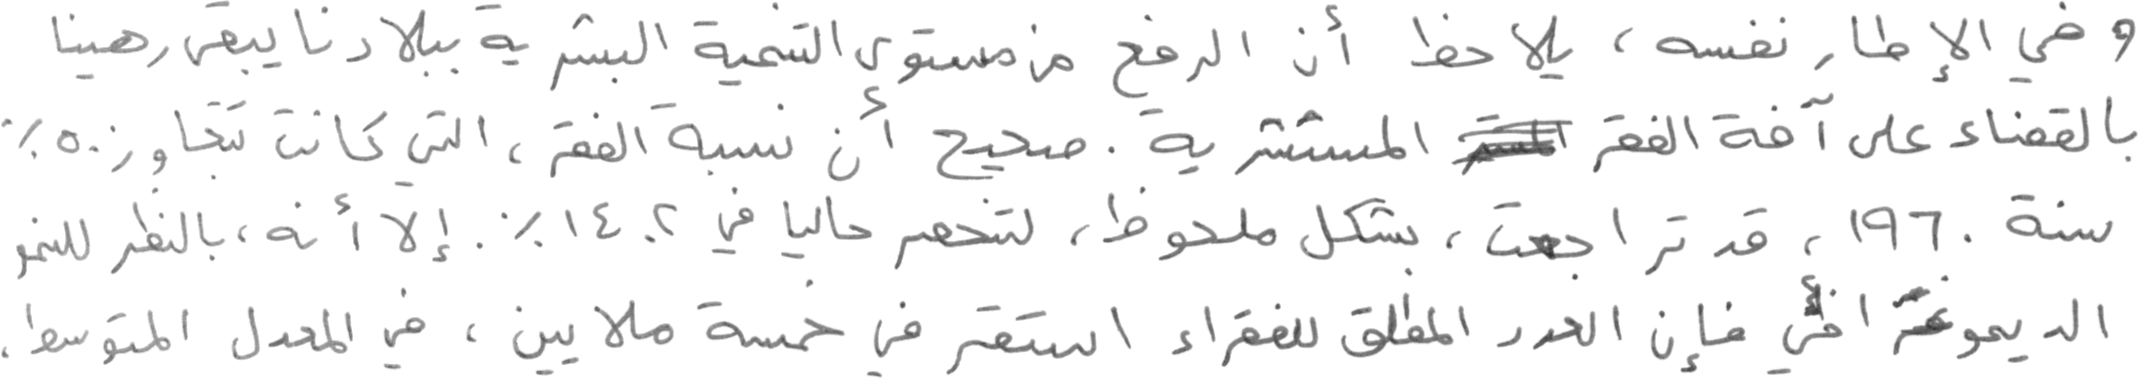 وفي الإطار نفسه، يلاحظ أن الرفع من مستوى التنمية البشرية ببلادنا يبقى رهينا
بالقضاء على آفة الفقر المستشرية. صحيح أن نسبة الفقر، التي كانت تتجاوز ٥٠٪
سنة ١٩٦٠، قد تراجعت، بشكل ملحوظ، لتنحصر حاليا في ١٤٫٢٪. إلا أنه، بالنظر للنمو
الديموغرافي فإن العدد المطلق للفقراء استقر في خمسة ملايين، في المعدل المتوسط.